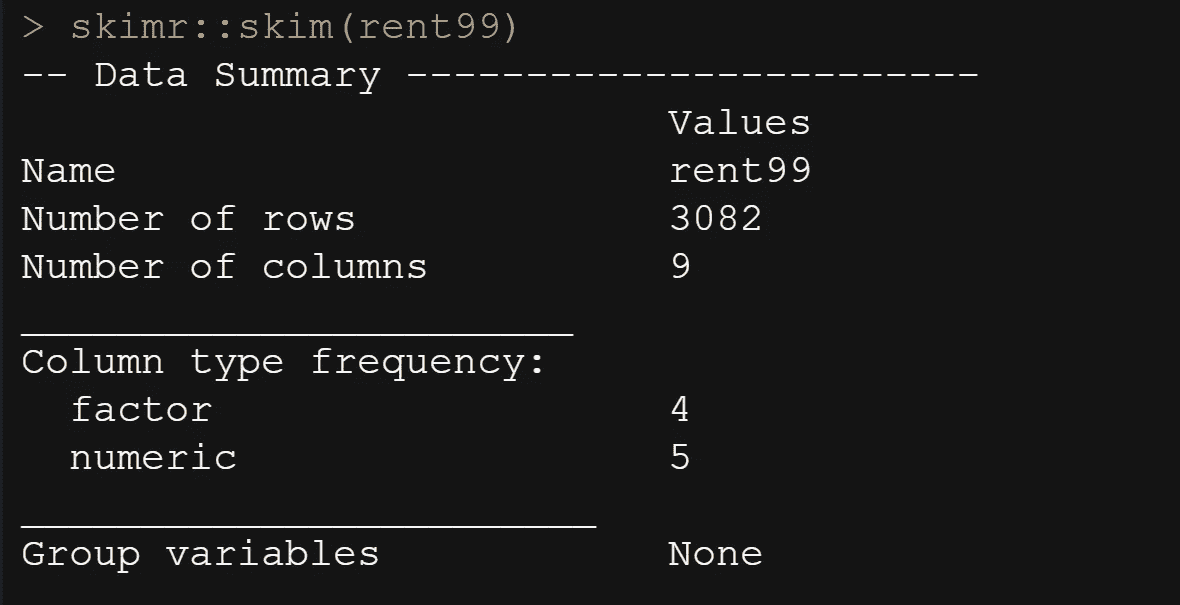 > skimr::skim(rent99)
-- Data Summary ------------------------
                           Values
Name                       rent99
Number of rows             3082
Number of columns          9
_______________________
Column type frequency:
  factor                   4
  numeric                  5
________________________
Group variables            None